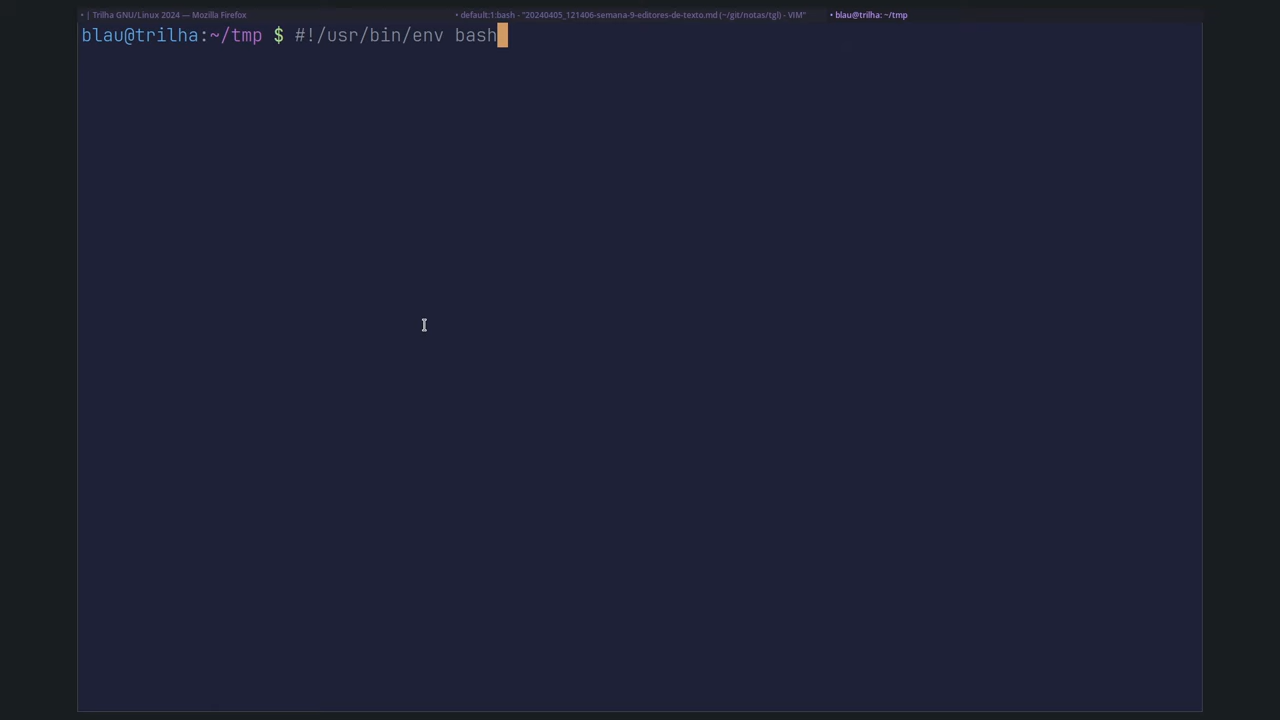 • | Trilha GNU/Linux 2024 — Mozilla Firefox
• default:1:bash - "20240405_121406-semana-9-editores-de-texto.md (~/git/notas/tgl) - VIM"
• blau@trilha: ~/tmp
blau@trilha:~/tmp $ #!/usr/bin/env bash